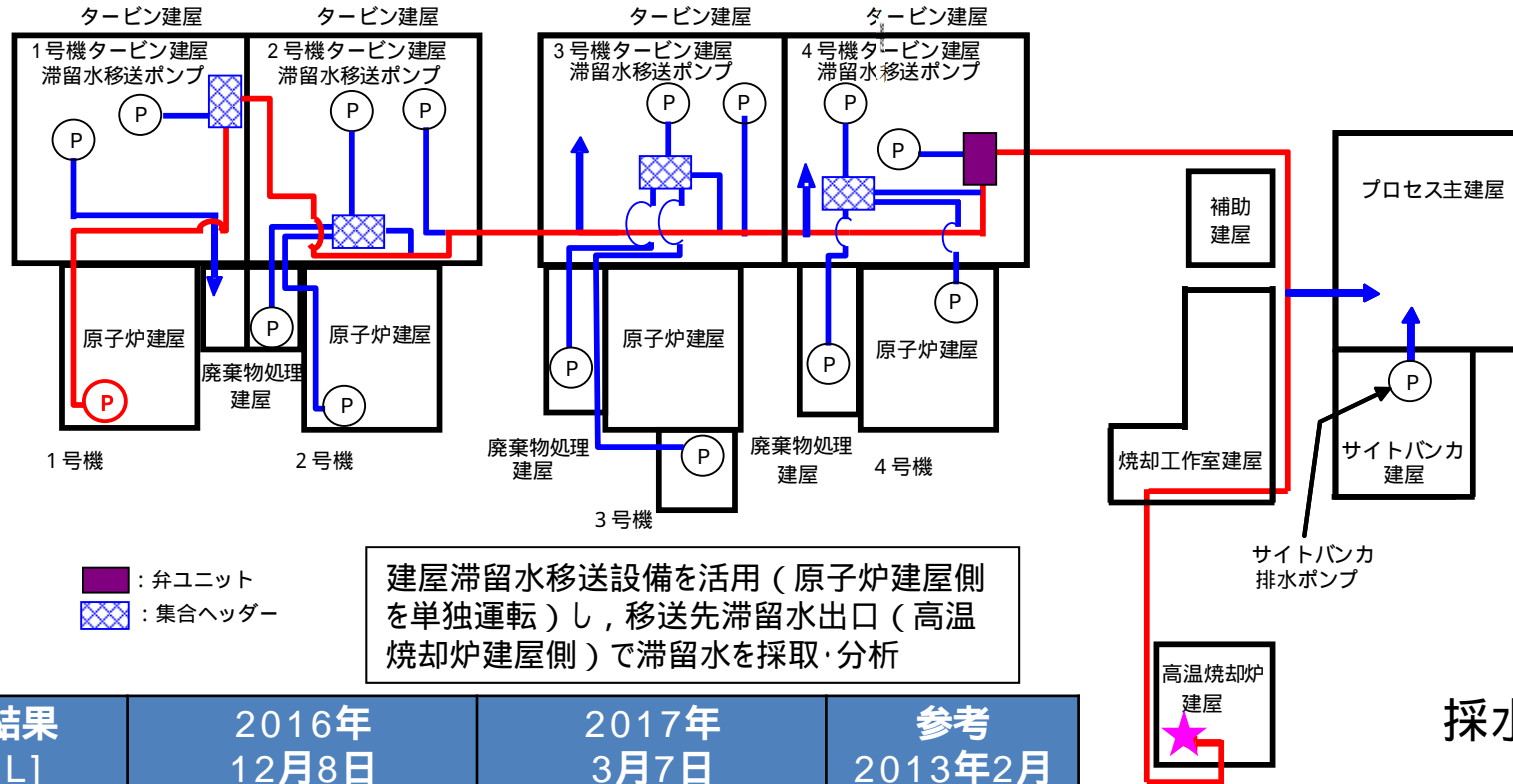 タービン建屋
タービン建屋
タービン建屋
タービン建屋
1号機タービン建屋
滞留水移送ポンプ
2号機タービン建屋
滞留水移送ポンプ
3号機タービン建屋
滞留水移送ポンプ
4号機タービン建屋
滞留水移送ポンプ
P
P
P
P
P
P
P
P
補助
建屋
プロセス主建屋
原子炉建屋
P
廃棄物処理
建屋
P
原子炉建屋
P
P
原子炉建屋
P
P
P
原子炉建屋
P
1号機
2号機
廃棄物処理
建屋
3号機
廃棄物処理
建屋
4号機
焼却工作室建屋
サイトバンカ
建屋
サイトバンカ
排水ポンプ
:弁ユニット
:集合ヘッダー
建屋滞留水移送設備を活用(原子炉建屋側
を単独運転)し,移送先滞留水出口(高温
焼却炉建屋側)で滞留水を採取・分析
高温焼却炉
建屋
採水
結果
L]
2016年
12月8日
2017年
3月7日
参考
2013年2月